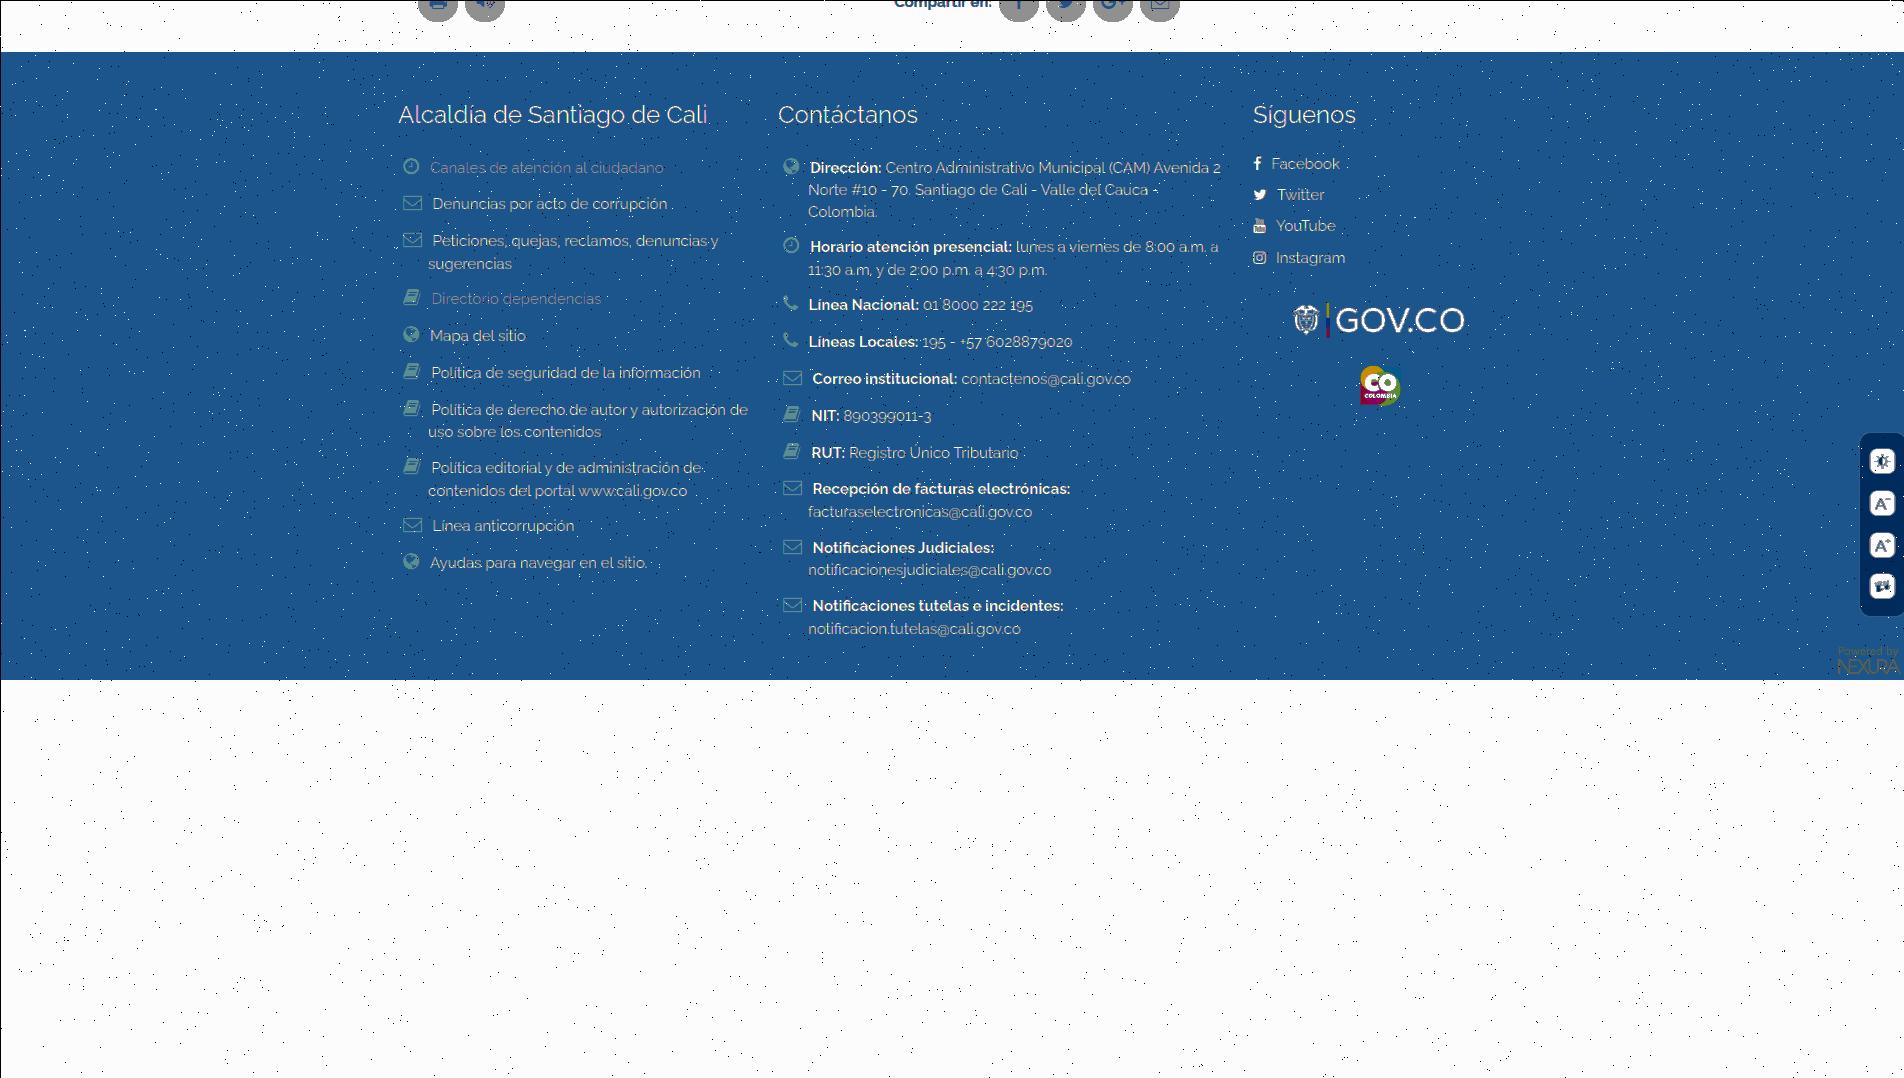 Compartir en:
Alcaldía de Santiago de Cali
Canales de atención al ciudadano
Denuncias por acto de corrupción
Peticiones, quejas, reclamos, denuncias y
sugerencias
Directorio dependencias
Mapa del sitio
Política de seguridad de la información
Política de derecho de autor y autorización de
uso sobre los contenidos
Política editorial y de administración de
contenidos del portal www.cali.gov.co
Línea anticorrupción
Ayudas para navegar en el sitio.
Contáctanos
Dirección: Centro Administrativo Municipal (CAM) Avenida 2
Norte #10 - 70. Santiago de Cali - Valle del Cauca -
Colombia.
Horario atención presencial: lunes a viernes de 8:00 a.m. a
11:30 a.m, y de 2:00 p.m. a 4:30 p.m.
Línea Nacional: 01 8000 222 195
Líneas Locales: 195 - +57 6028879020
Correo institucional: contactenos@cali.gov.co
NIT: 890399011-3
RUT: Registro Único Tributario
Recepción de facturas electrónicas:
facturaselectronicas@cali.gov.co
Notificaciones Judiciales:
notificacionesjudiciales@cali.gov.co
Notificaciones tutelas e incidentes:
notificacion.tutelas@cali.gov.co
Síguenos
Facebook
Twitter
YouTube
Instagram
GOV.CO
CO
COLOMBIA
A-
A+
Powered by
NEXURA